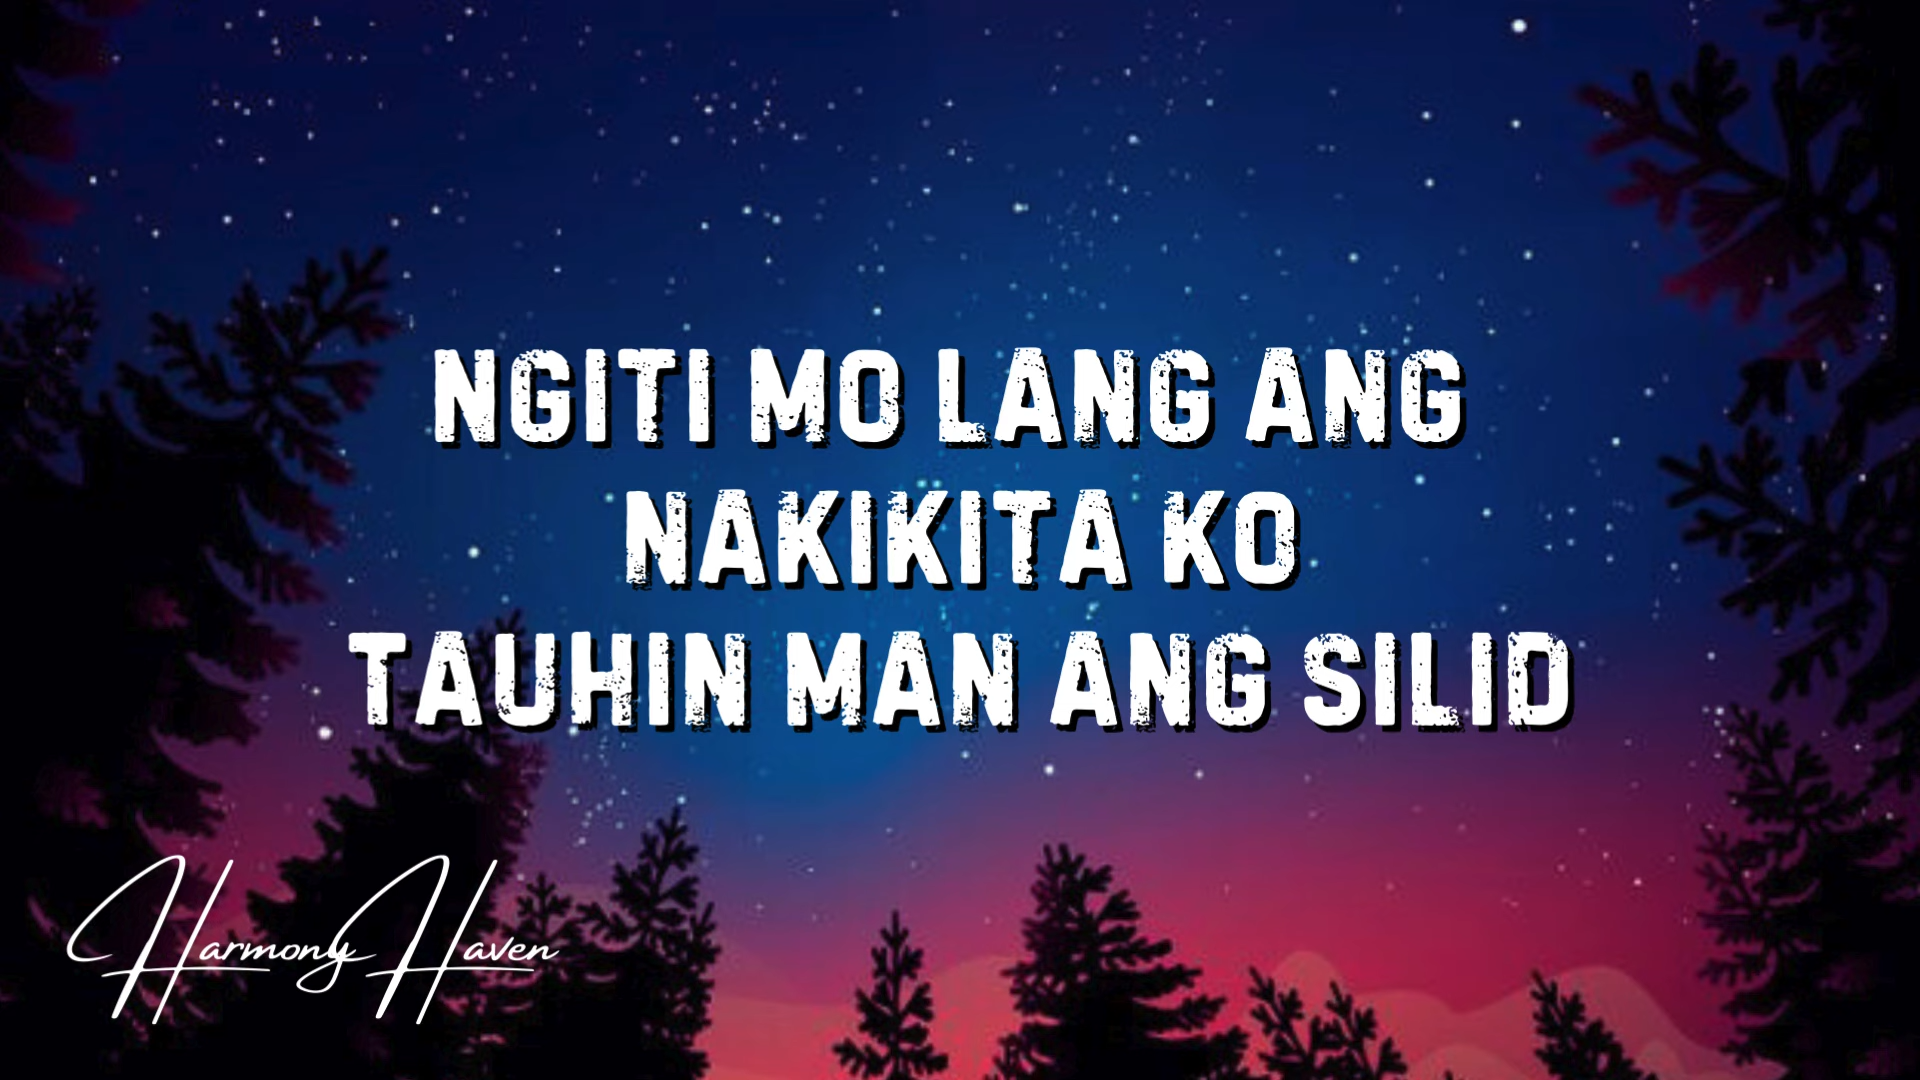 NGITI MO LANG ANG
NAKIKITA KO
TAUHIN MAN ANG SILID
Harmony Haven